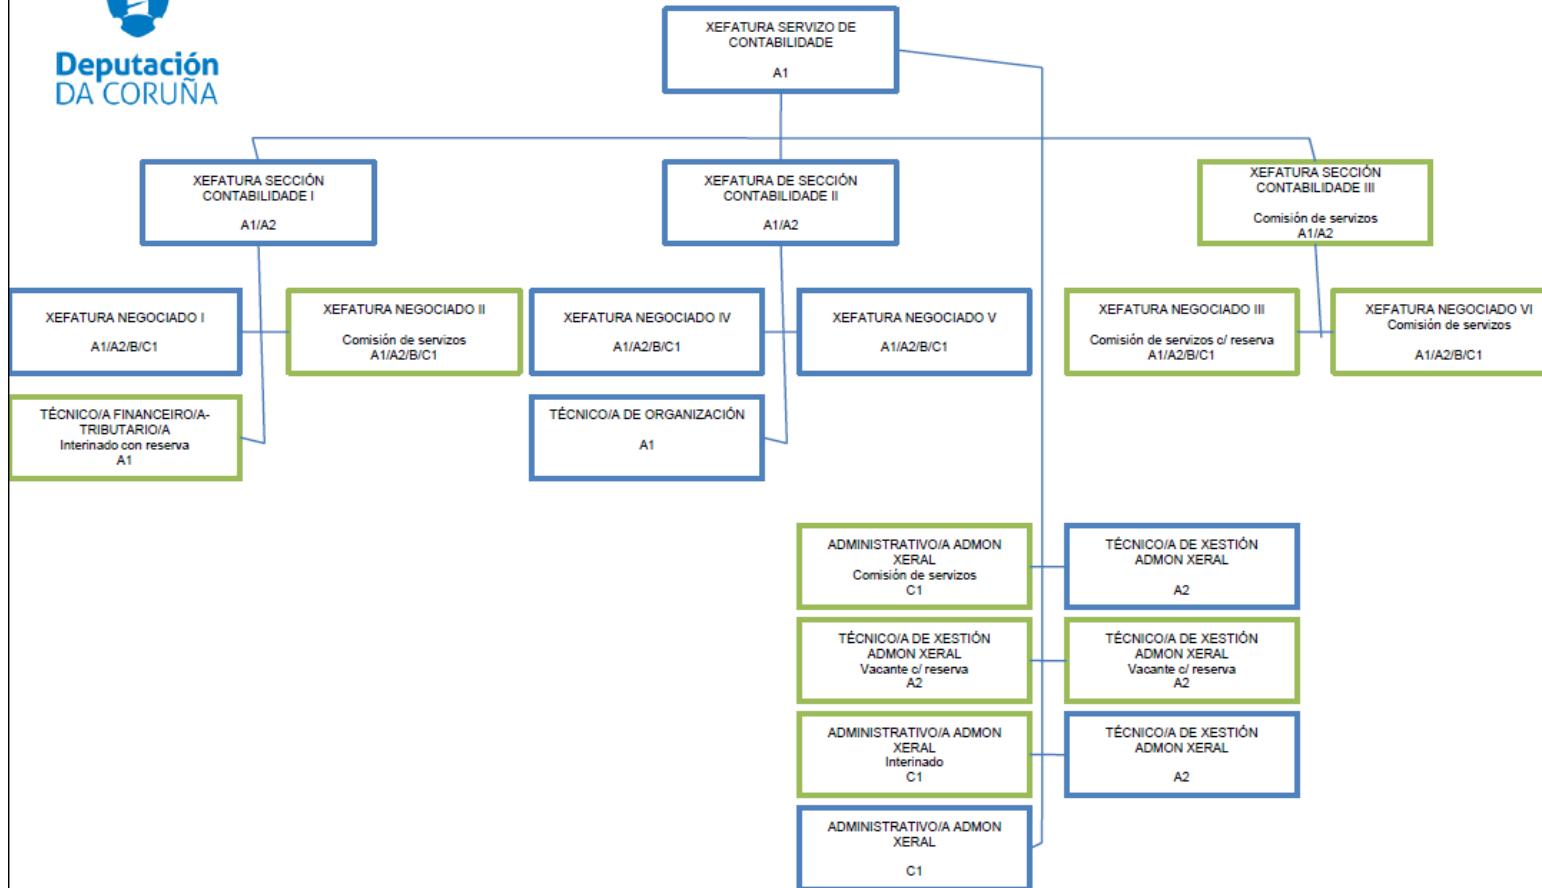 Deputación
DA CORUÑA
XEFATURA SERVIZO DE
CONTABILIDADE
A1
XEFATURA SECCIÓN
CONTABILIDADE I
A1/A2
XEFATURA DE SECCIÓN
CONTABILIDADE II
A1/A2
XEFATURA SECCIÓN
CONTABILIDADE III
Comisión de servizos
A1/A2
XEFATURA NEGOCIADO I
A1/A2/B/C1
XEFATURA NEGOCIADO II
Comisión de servizos
A1/A2/B/C1
XEFATURA NEGOCIADO IV
A1/A2/B/C1
XEFATURA NEGOCIADO V
A1/A2/B/C1
XEFATURA NEGOCIADO III
Comisión de servizos c/ reserva
A1/A2/B/C1
XEFATURA NEGOCIADO VI
Comisión de servizos
A1/A2/B/C1
TÉCNICO/A FINANCEIRO/A-
TRIBUTARIO/A
Interinado con reserva
A1
TÉCNICO/A DE ORGANIZACIÓN
A1
ADMINISTRATIVO/A ADMON
XERAL
Comisión de servizos
C1
TÉCNICO/A DE XESTIÓN
ADMON XERAL
A2
TÉCNICO/A DE XESTIÓN
ADMON XERAL
Vacante c/ reserva
A2
TÉCNICO/A DE XESTIÓN
ADMON XERAL
Vacante c/ reserva
A2
ADMINISTRATIVO/A ADMON
XERAL
Interinado
C1
TÉCNICO/A DE XESTIÓN
ADMON XERAL
A2
ADMINISTRATIVO/A ADMON
XERAL
C1